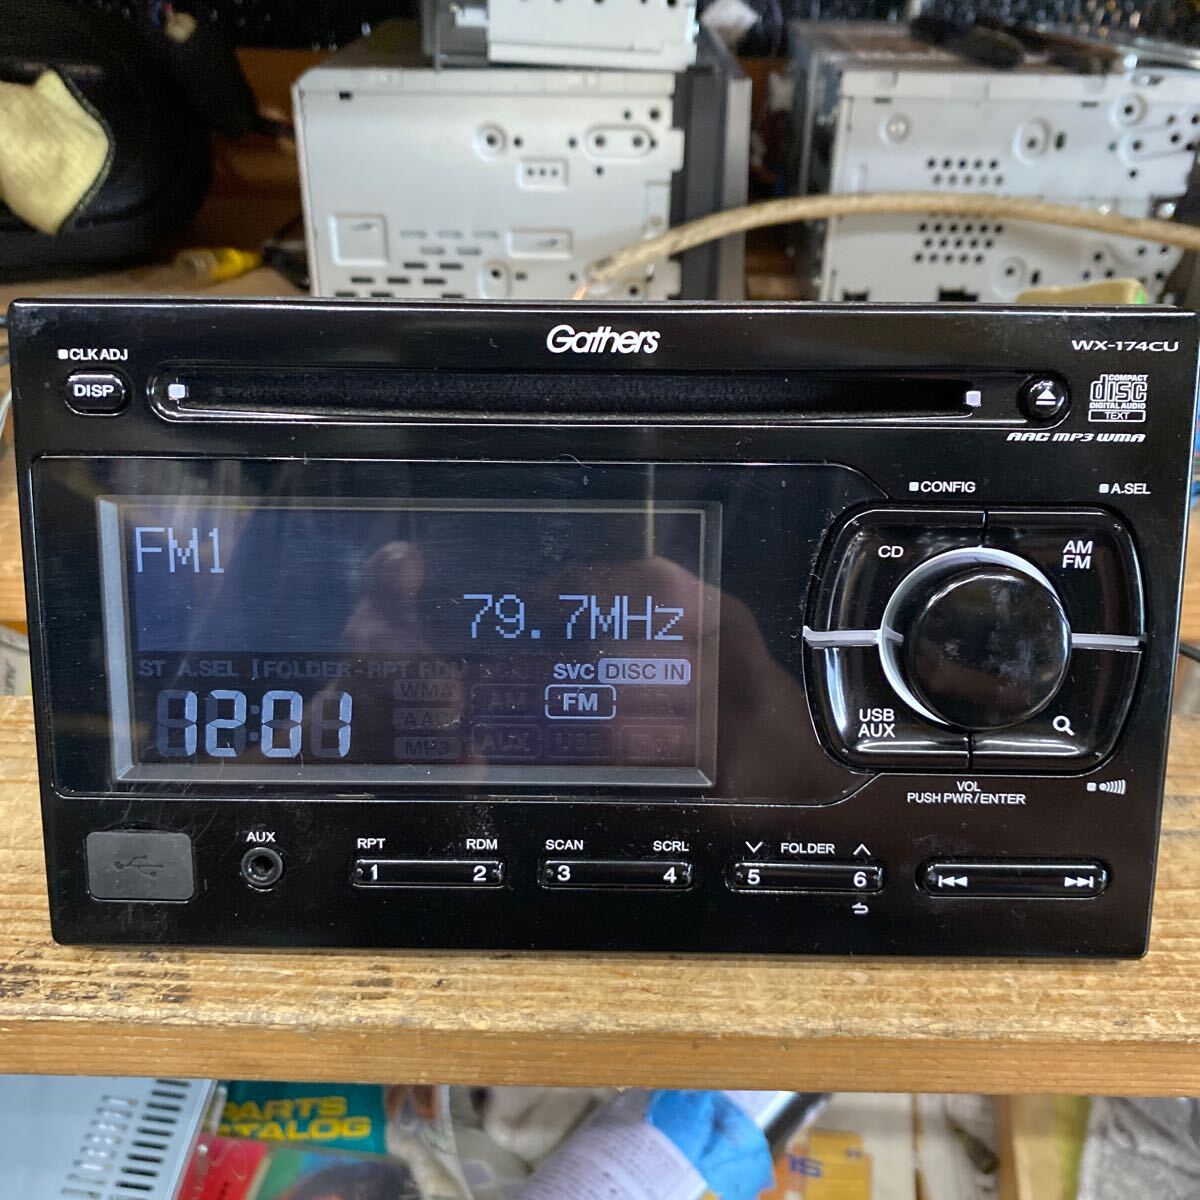 Gathers
WX-174CU
CLK ADJ
DISP
COMPACT
disc
DIGITAL AUDIO
TEXT
AAC MP3 WMA
CONFIG
A.SEL
CD
AM
FM
FM1
79.7MHz
ST A.SEL FOLDER-RPT RDM
SVC DISC IN
WMA
AM
FM
12:01
AAC
MP3
AUX
USB
USB
AUX
VOL
PUSH PWR/ENTER
AUX
RPT
RDM
SCAN
SCRL
FOLDER
1
2
3
4
5
6
PARTS
CATALOG